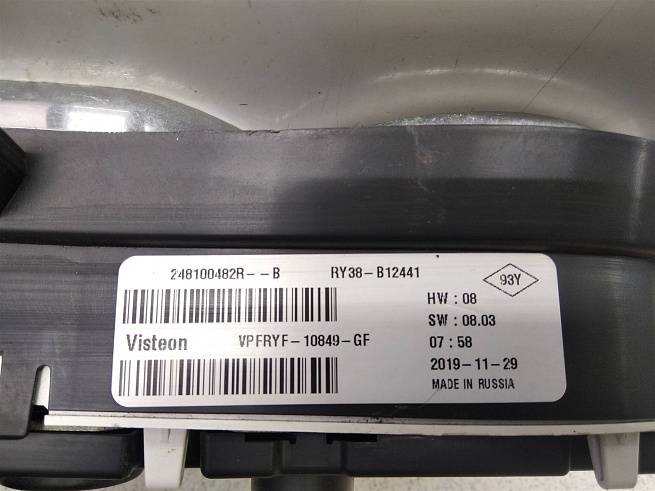 248100482R--B RY38-B12441
93Y
HW : 08
SW : 08.03
Visteon VPFRYF-10849-GF
07 : 58
2019-11-29
MADE IN RUSSIA